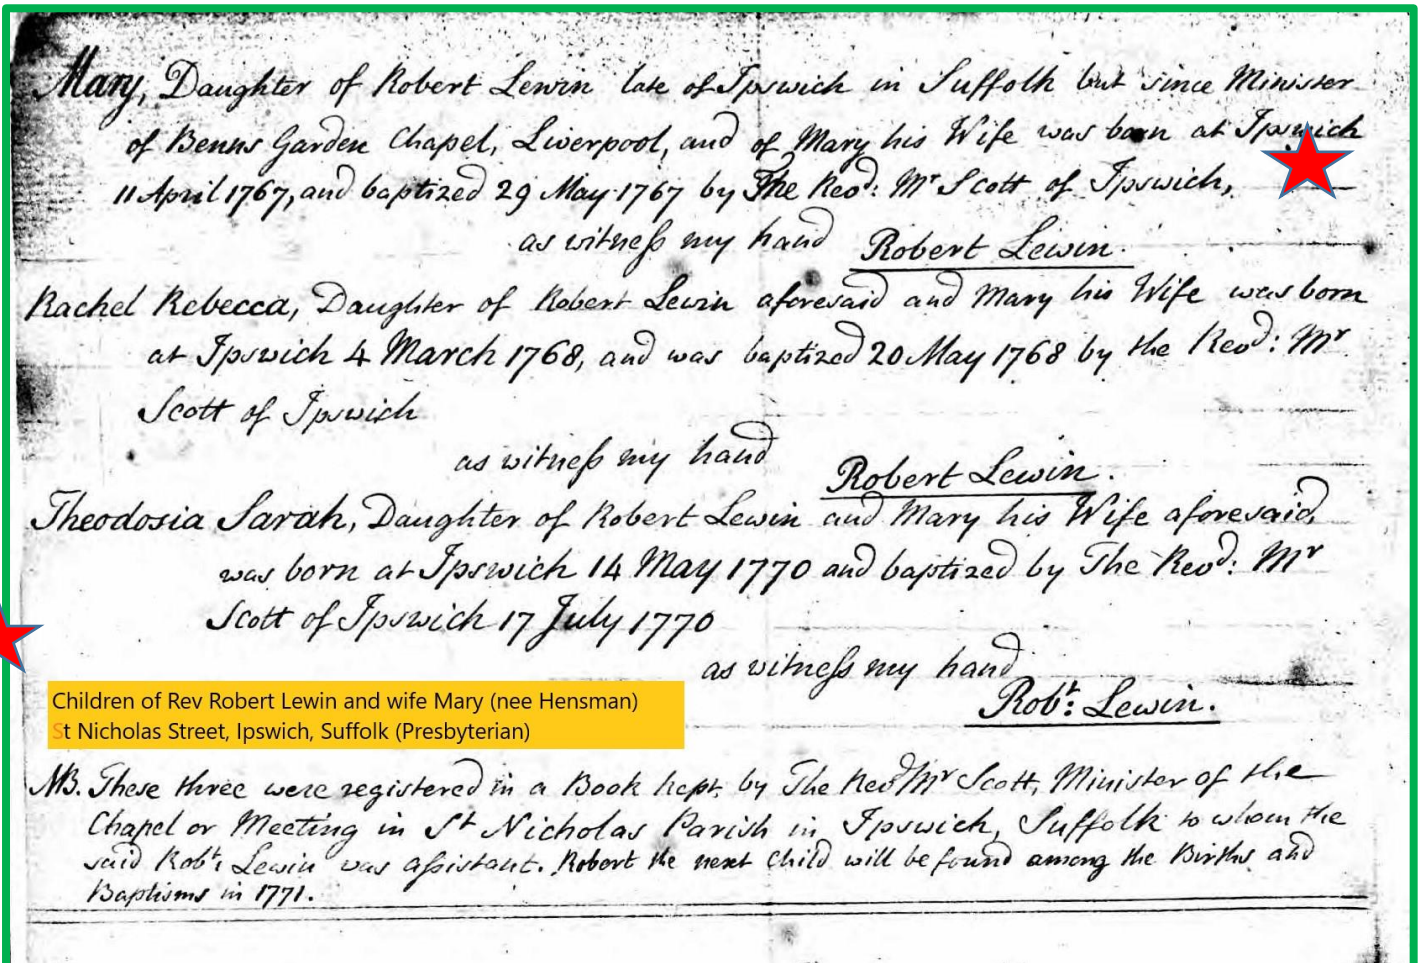 Mary, Daughter of Robert Lewin late of Ipswich in Suffolk but since Minister
of Benns Garden Chapel, Liverpool, and of Mary his Wife was born at Ipswich
11 April 1767, and baptized 29 May 1767 by The Revd: Mr Scott of Ipswich,
as witness my hand Robert Lewin.
Rachel Rebecca, Daughter of Robert Lewin aforesaid and Mary his Wife was born
at Ipswich 4 March 1768, and was baptized 20 May 1768 by the Revd: Mr
Scott of Ipswich
as witness my hand
Robert Lewin.
Theodosia Sarah, Daughter of Robert Lewin and Mary his Wife aforesaid,
was born at Ipswich 14 May 1770 and baptized by The Revd: Mr
Scott of Ipswich 17 July 1770
as witness my hand
Robt: Lewin.
Children of Rev Robert Lewin and wife Mary (nee Hensman)
St Nicholas Street, Ipswich, Suffolk (Presbyterian)
NB. These three were registered in a Book kept by The Revd Mr Scott, Minister of the
Chapel or Meeting in St Nicholas Parish in Ipswich, Suffolk to whom the
said Robt: Lewin was assistant. Robert the next Child will be found among the Births and
Baptisms in 1771.